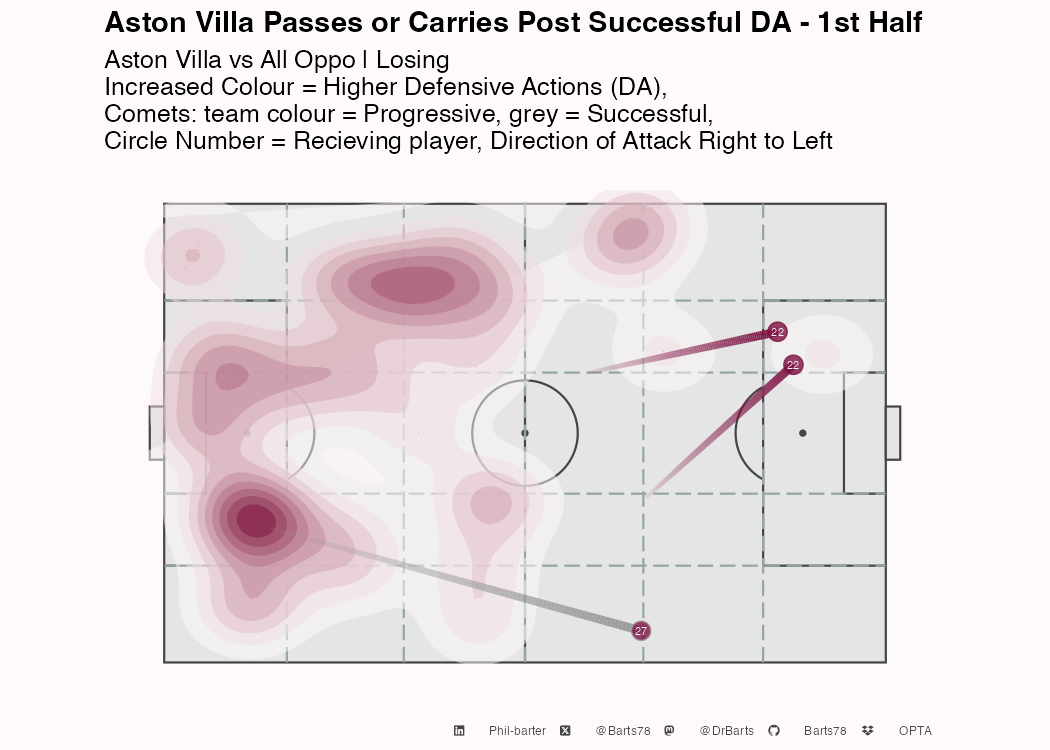 Aston Villa Passes or Carries Post Successful DA - 1st Half
Aston Villa vs All Oppo | Losing
Increased Colour = Higher Defensive Actions (DA),
Comets: team colour = Progressive, grey = Successful,
Circle Number = Recieving player, Direction of Attack Right to Left
22
22
27
Phil-barter @Barts78 @DrBarts Barts78 OPTA